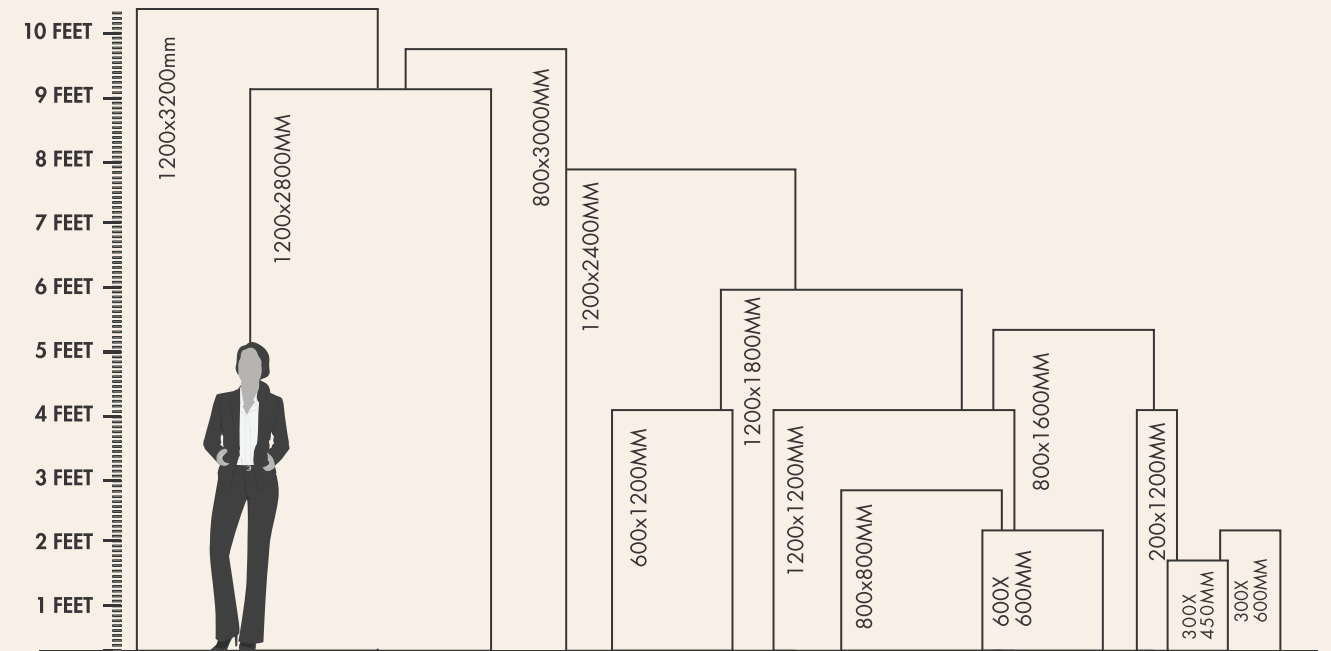 10 FEET
9 FEET
8 FEET
7 FEET
6 FEET
5 FEET
4 FEET
3 FEET
2 FEET
1 FEET
1200x3200mm
1200x2800MM
800x3000MM
1200x2400MM
600x1200MM
1200x1800MM
1200x1200MM
800x800MM
600X
600MM
800x1600MM
200x1200MM
300X
450MM
300X
600MM